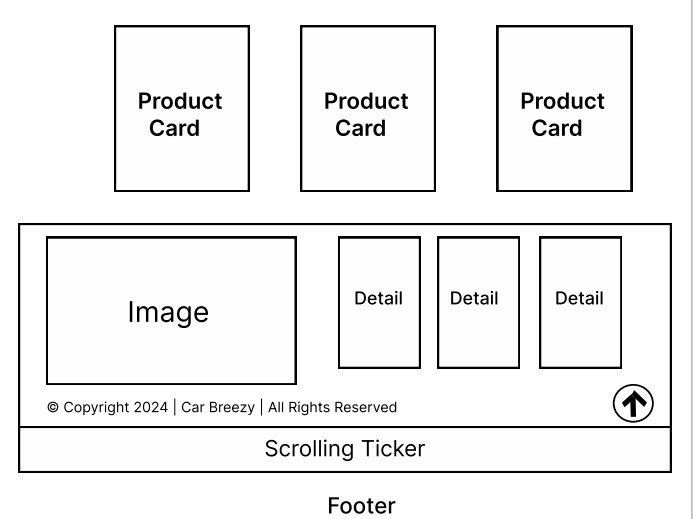 Product
Card
Product
Card
Product
Card
Image
Detail
Detail
Detail
© Copyright 2024 | Car Breezy | All Rights Reserved
Scrolling Ticker
Footer